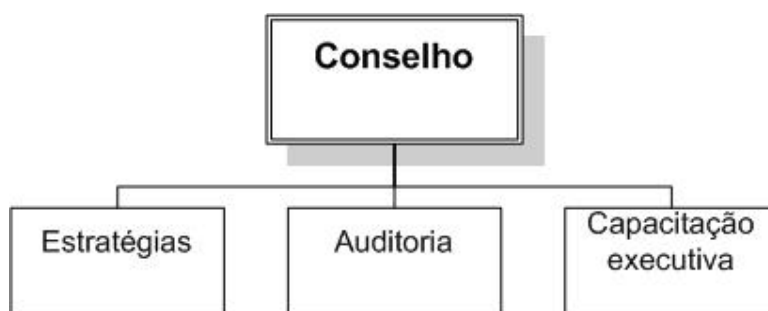 Conselho
Estratégias
Auditoria
Capacitação
executiva